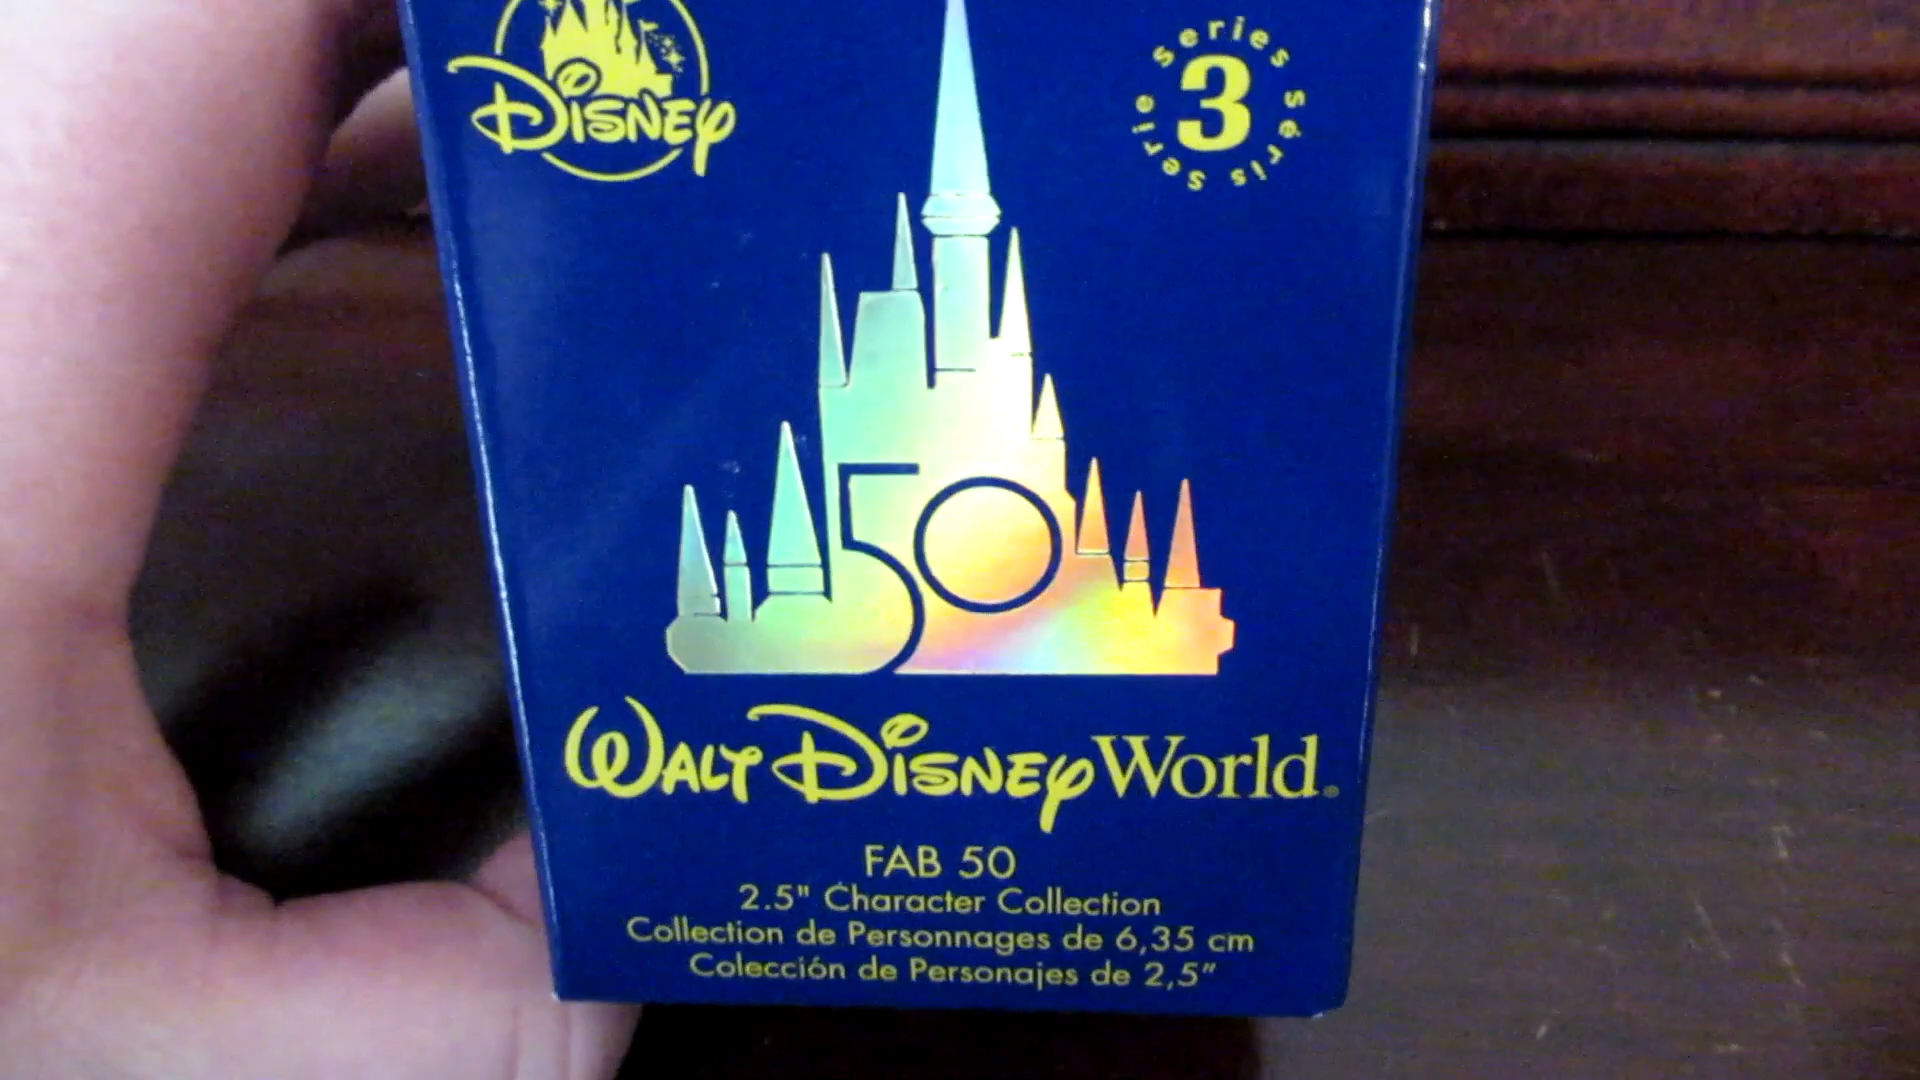 Disney
series 3 séris serie
50
Walt Disney World®
FAB 50
2.5" Character Collection
Collection de Personnages de 6,35 cm
Colección de Personajes de 2,5"